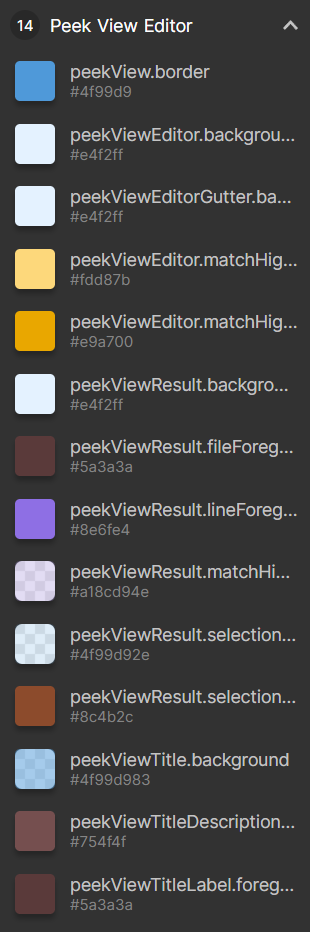 14 Peek View Editor
peekView.border
#4f99d9
peekViewEditor.backgrou...
#e4f2ff
peekViewEditorGutter.ba...
#e4f2ff
peekViewEditor.matchHig...
#fdd87b
peekViewEditor.matchHig...
#e9a700
peekViewResult.backgro...
#e4f2ff
peekViewResult.fileForeg...
#5a3a3a
peekViewResult.lineForeg...
#8e6fe4
peekViewResult.matchHi...
#a18cd94e
peekViewResult.selection...
#4f99d92e
peekViewResult.selection...
#8c4b2c
peekViewTitle.background
#4f99d983
peekViewTitleDescription...
#754f4f
peekViewTitleLabel.foreg...
#5a3a3a